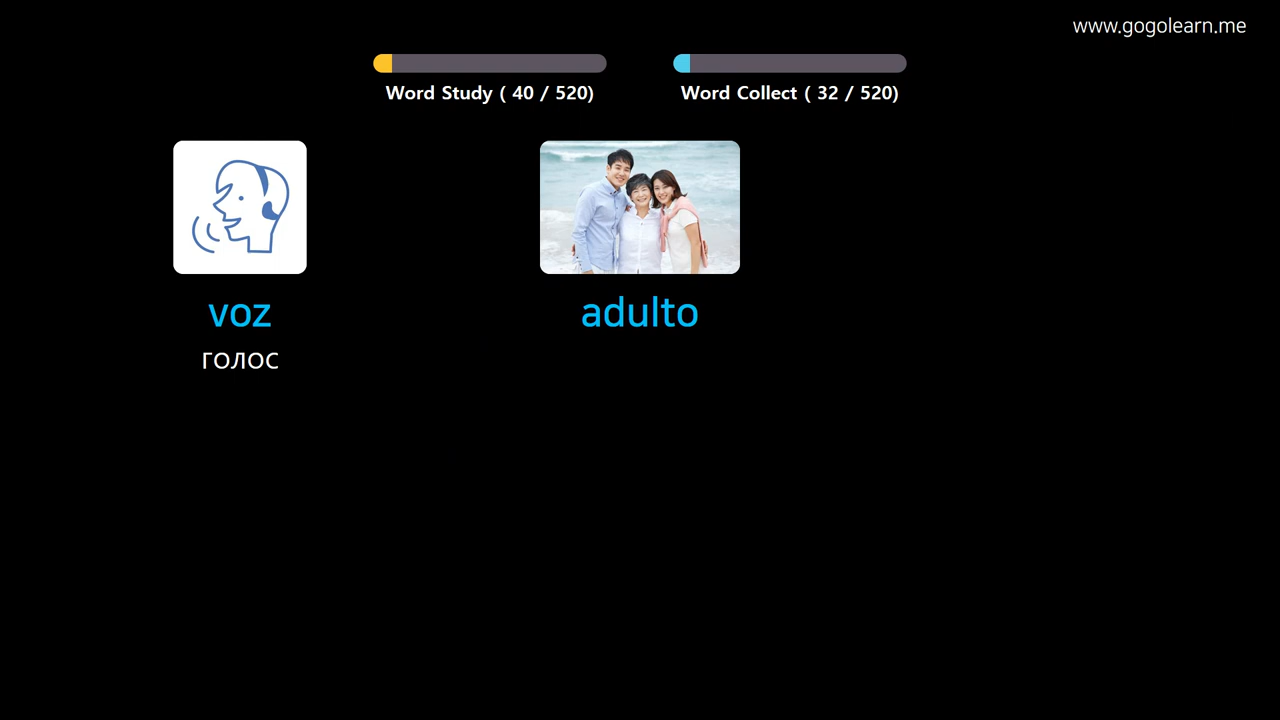 www.gogolearn.me
Word Study ( 40 / 520)
Word Collect ( 32 / 520)
voz
adulto
голос